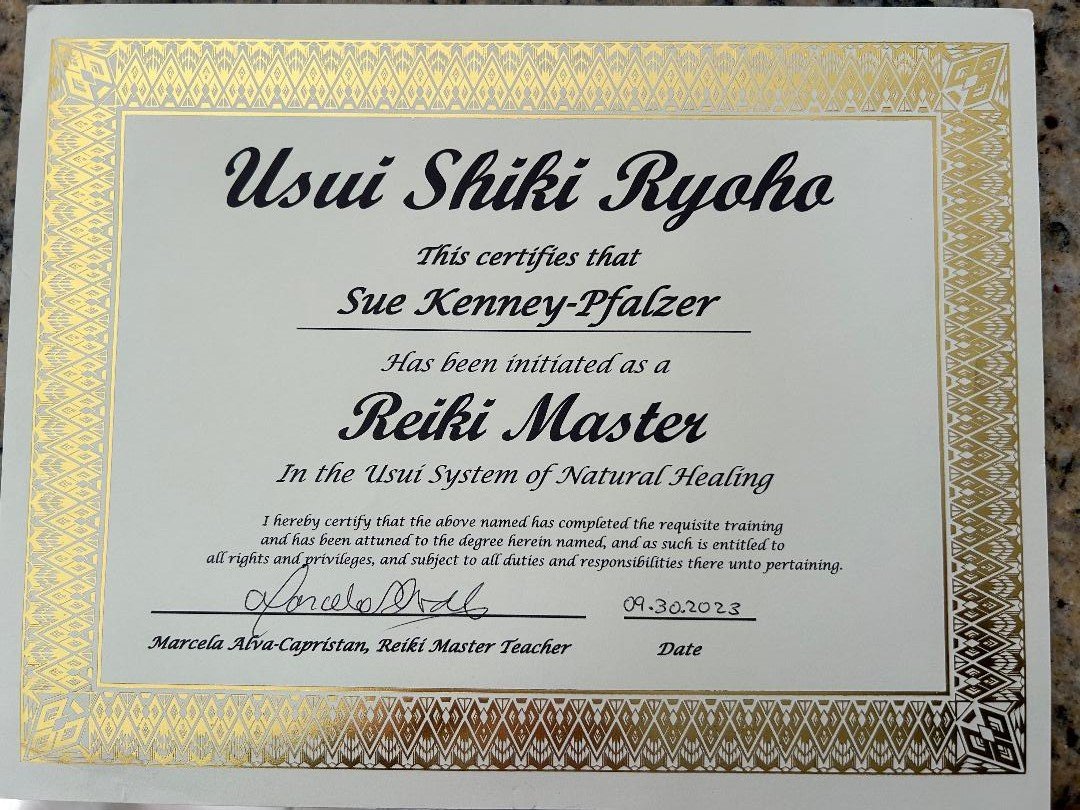 Usui Shiki Ryoho
This certifies that
Sue Kenney-Pfalzer
Has been initiated as a
Reiki Master
In the Usui System of Natural Healing
I hereby certify that the above named has completed the requisite training
and has been attuned to the degree herein named, and as such is entitled to
all rights and privileges, and subject to all duties and responsibilities there unto pertaining.
09.30.2023
Marcela Alva-Capristan, Reiki Master Teacher
Date